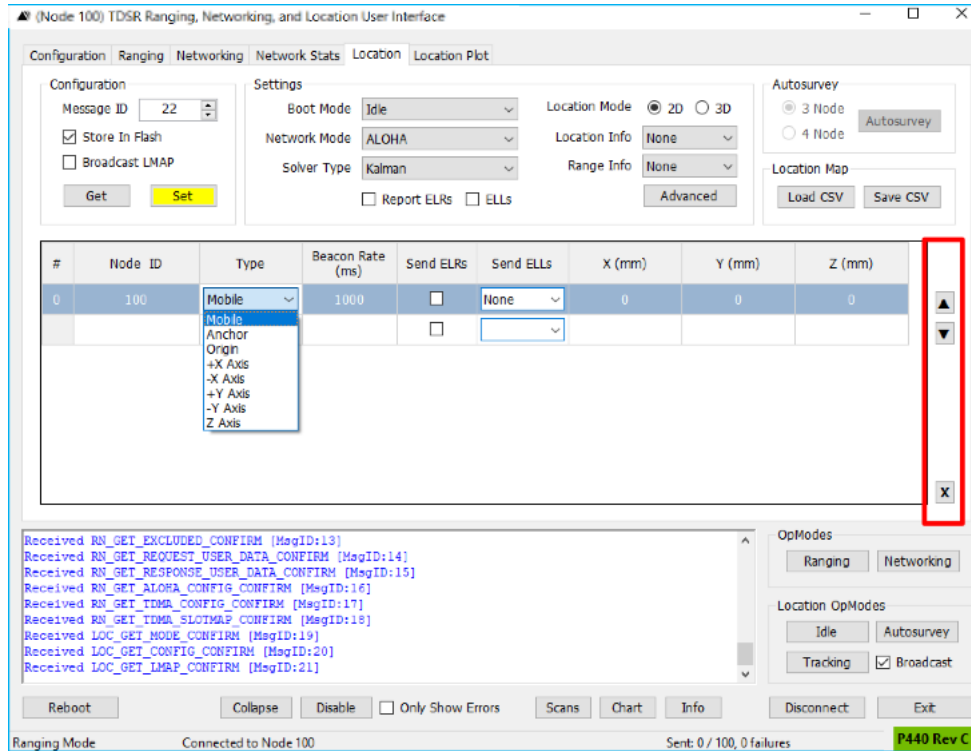 (Node 100) TDSR Ranging, Networking, and Location User Interface
Configuration Ranging Networking Network Stats Location Location Plot
Configuration
Message ID 22
Store In Flash
Broadcast LMAP
Get Set
Settings
Boot Mode Idle
Network Mode ALOHA
Solver Type Kalman
Report ELRs ELLs
Location Mode 2D 3D
Location Info None
Range Info None
Advanced
Autosurvey
3 Node
4 Node
Autosurvey
Location Map
Load CSV Save CSV
# Node ID Type Beacon Rate (ms) Send ELRs Send ELLs X (mm) Y (mm) Z (mm)
0 100 Mobile 1000 None 0 0 0
Mobile
Anchor
Origin
+X Axis
-X Axis
+Y Axis
-Y Axis
Z Axis
X
Received RN_GET_EXCLUDED_CONFIRM [MsgID:13]
Received RN_GET_REQUEST_USER_DATA_CONFIRM [MsgID:14]
Received RN_GET_RESPONSE_USER_DATA_CONFIRM [MsgID:15]
Received RN_GET_ALOHA_CONFIG_CONFIRM [MsgID:16]
Received RN_GET_TDMA_CONFIG_CONFIRM [MsgID:17]
Received RN_GET_TDMA_SLOTMAP_CONFIRM [MsgID:18]
Received LOC_GET_MODE_CONFIRM [MsgID:19]
Received LOC_GET_CONFIG_CONFIRM [MsgID:20]
Received LOC_GET_LMAP_CONFIRM [MsgID:21]
OpModes
Ranging Networking
Location OpModes
Idle Autosurvey
Tracking Broadcast
Reboot Collapse Disable Only Show Errors Scans Chart Info Disconnect Exit
Ranging Mode Connected to Node 100 Sent: 0 / 100, 0 failures P440 Rev C